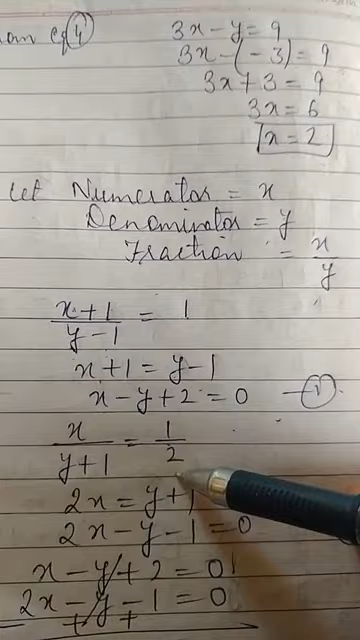 eq (4)
3x - y = 9
3x - (-3) = 9
3x + 3 = 9
3x = 6
x = 2
Let Numerator = x
Denominator = y
Fraction = x/y
x+1/y-1 = 1
x+1 = y-1
x - y + 2 = 0 - (1)
x/y+1 = 1/2
2x = y+1
2x - y - 1 = 0
x - y + 2 = 0
2x - y - 1 = 0
+ +